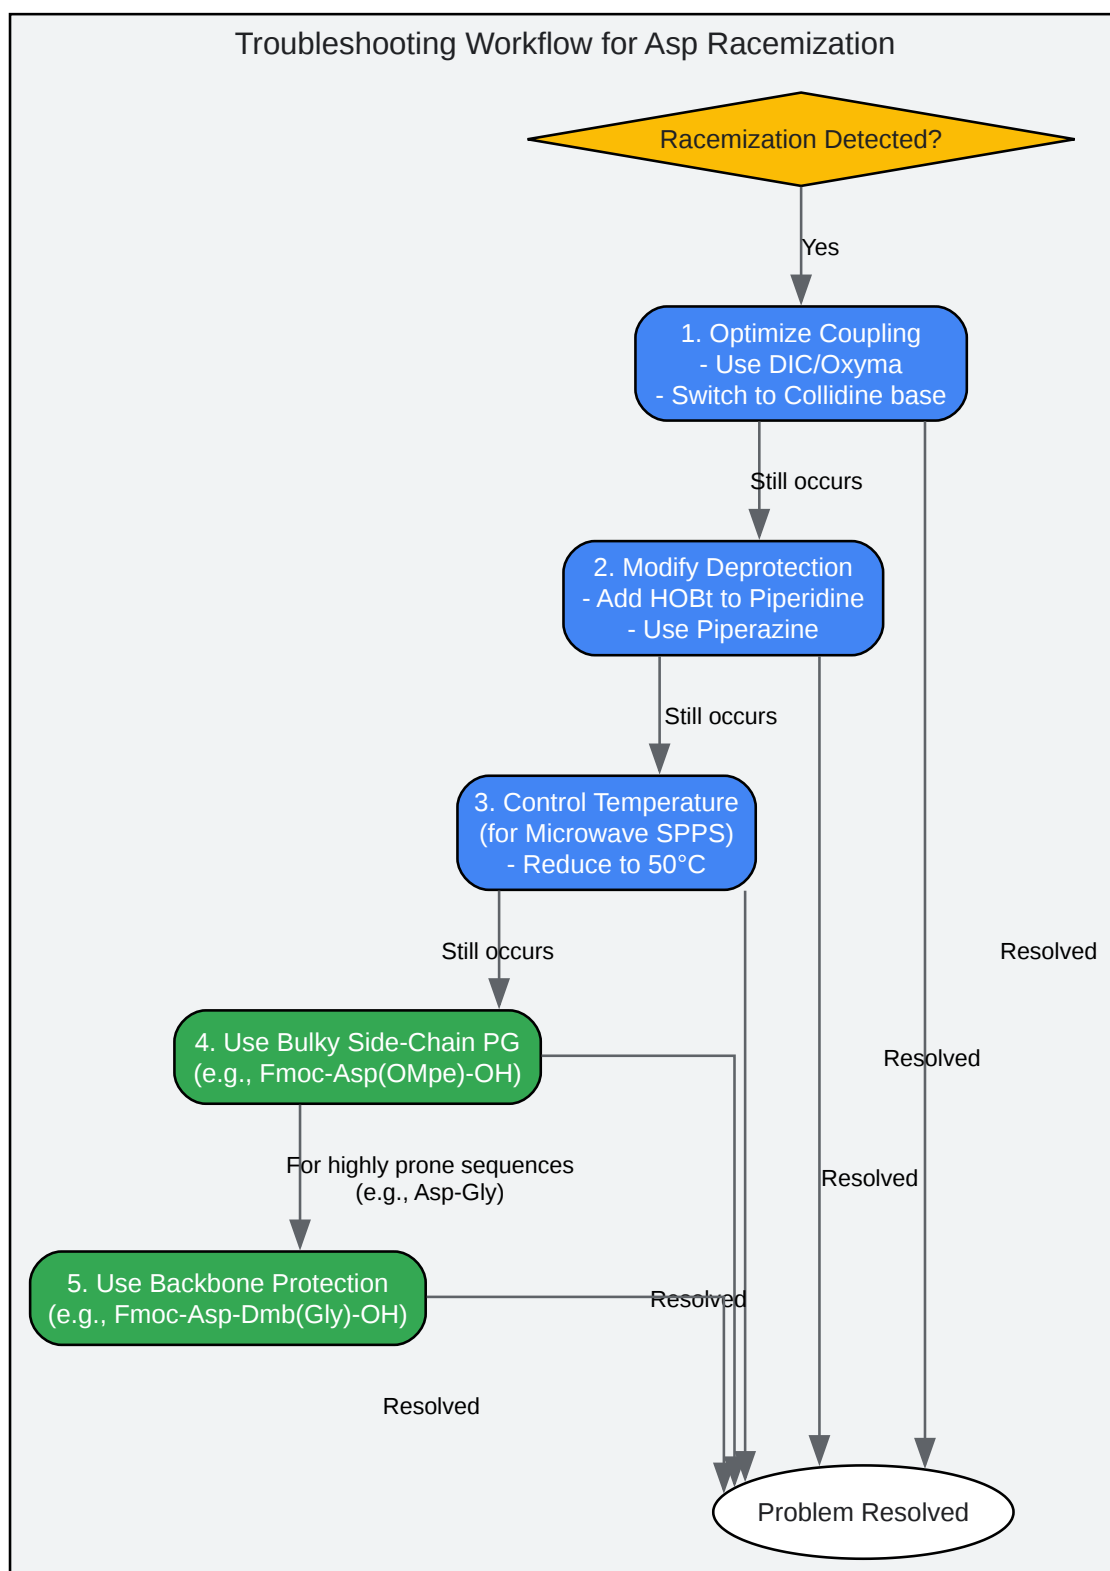 Troubleshooting Workflow for Asp Racemization
Racemization Detected?
Yes
1. Optimize Coupling
- Use DIC/Oxyma
- Switch to Collidine base
Still occurs
2. Modify Deprotection
- Add HOBt to Piperidine
- Use Piperazine
Still occurs
3. Control Temperature
(for Microwave SPPS)
- Reduce to 50°C
Still occurs
Resolved
4. Use Bulky Side-Chain PG
(e.g., Fmoc-Asp(OMpe)-OH)
Resolved
For highly prone sequences
(e.g., Asp-Gly)
Resolved
5. Use Backbone Protection
(e.g., Fmoc-Asp-Dmb(Gly)-OH)
Resolved
Resolved
Problem Resolved